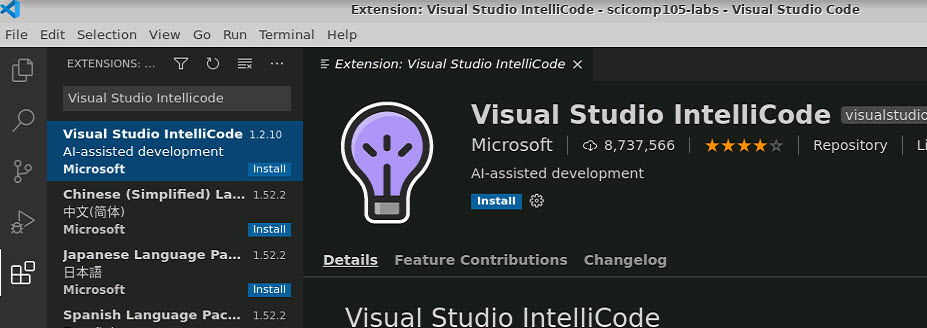 Extension: Visual Studio IntelliCode - scicomp105-labs - Visual Studio Code
File Edit Selection View Go Run Terminal Help
EXTENSIONS: ...
Visual Studio Intellicode
Visual Studio IntelliCode 1.2.10
AI-assisted development
Microsoft Install
Chinese (Simplified) La... 1.52.2
中文(简体)
Microsoft Install
Japanese Language Pa... 1.52.2
日本語
Microsoft Install
Spanish Language Pac... 1.52.2
Extension: Visual Studio IntelliCode
Visual Studio IntelliCode visualstudio
Microsoft 8,737,566 Repository Li
AI-assisted development
Install
Details Feature Contributions Changelog
Visual Studio IntelliCode